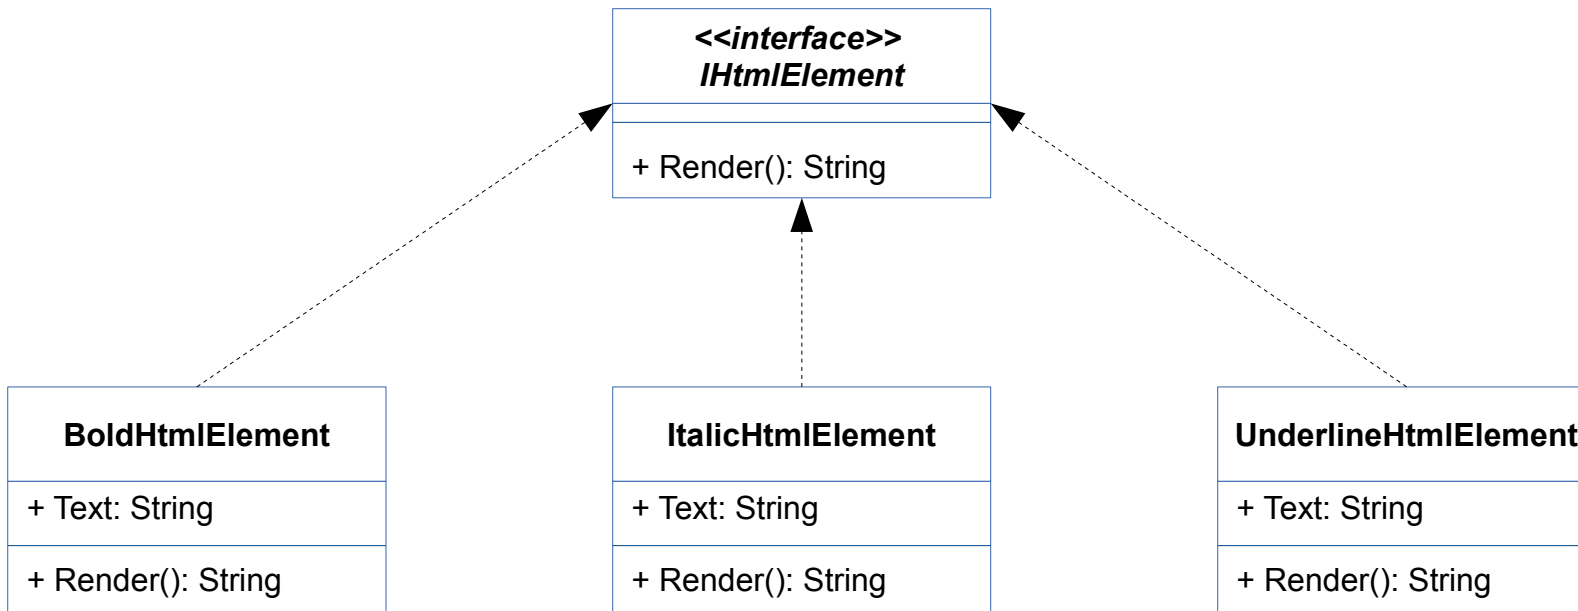 <<interface>>
IHtmlElement
+ Render(): String
BoldHtmlElement
+ Text: String
+ Render(): String
ItalicHtmlElement
+ Text: String
+ Render(): String
UnderlineHtmlElement
+ Text: String
+ Render(): String